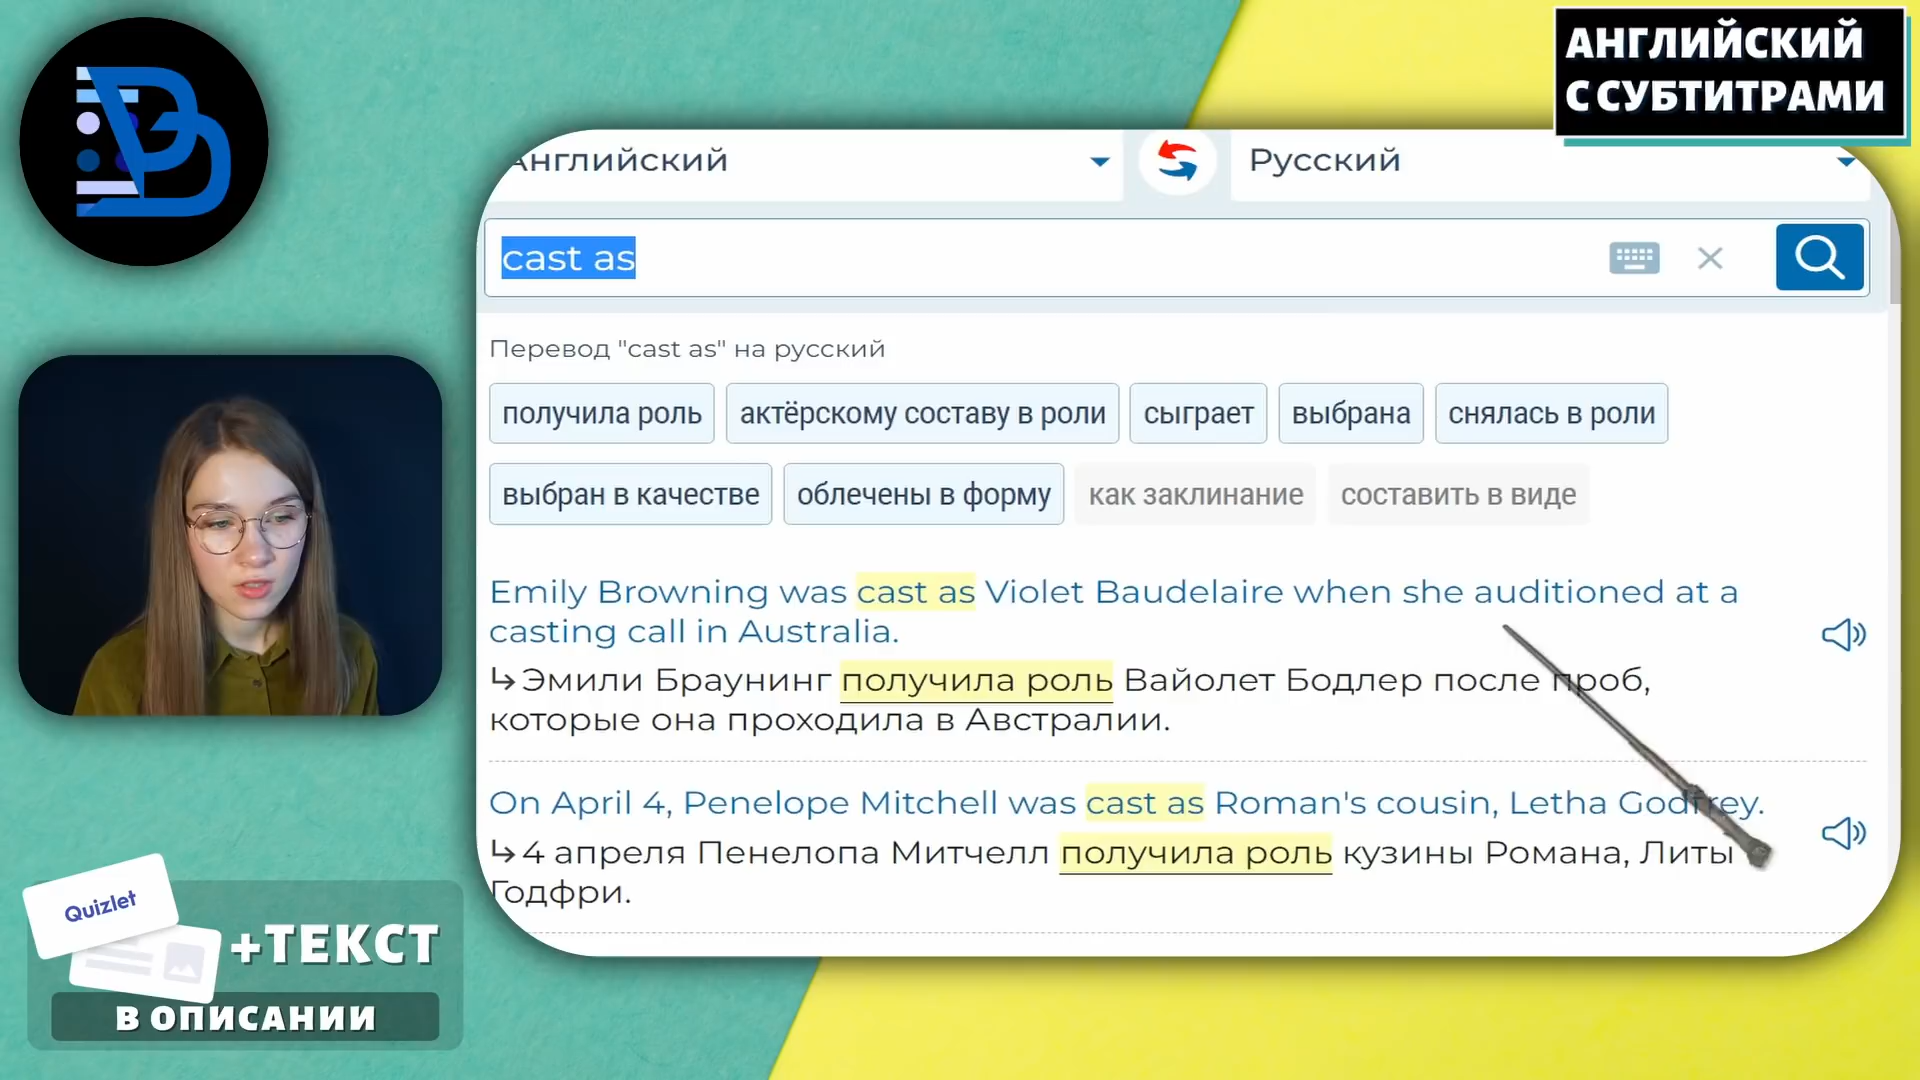 АНГЛИЙСКИЙ
С СУБТИТРАМИ
Английский
Русский
cast as
Перевод "cast as" на русский
получила роль
актёрскому составу в роли
сыграет
выбрана
снялась в роли
выбран в качестве
облечены в форму
как заклинание
составить в виде
Emily Browning was cast as Violet Baudelaire when she auditioned at a
casting call in Australia.
↳Эмили Браунинг получила роль Вайолет Бодлер после проб,
которые она проходила в Австралии.
On April 4, Penelope Mitchell was cast as Roman's cousin, Letha Godfrey.
↳4 апреля Пенелопа Митчелл получила роль кузины Романа, Литы
Годфри.
Quizlet
+ТЕКСТ
В ОПИСАНИИ